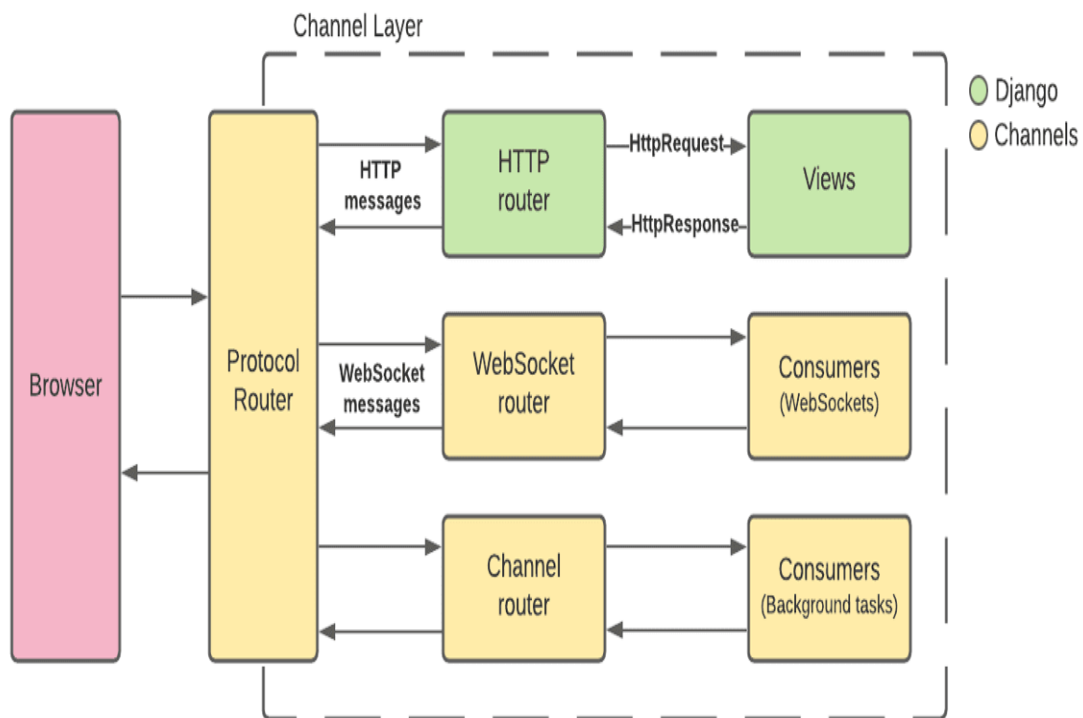 Channel Layer
Django
Channels
Browser
Protocol
Router
HTTP
messages
HTTP
router
HttpRequest
HttpResponse
Views
WebSocket
messages
WebSocket
router
Consumers
(WebSockets)
Channel
router
Consumers
(Background tasks)